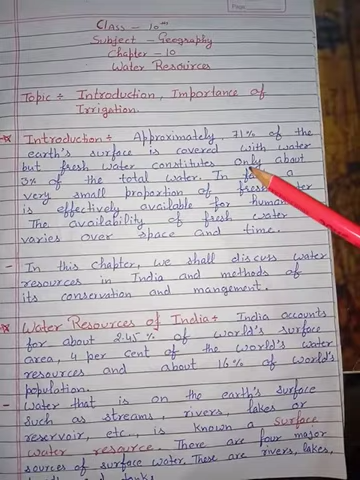 Page:
Class - 10th
Subject - Geography
Chapter - 10
Water Resources
Topic ÷ Introduction, Importance of
Irrigation.
Introduction ÷ Approximately 71% of the
earth's surface is covered with water
but fresh water constitutes only about
3% of the total water. In a
very small proportion of fresh
is effectively available for human
The availability of fresh water
varies over space and time.
- In this chapter, we shall discuss water
resources in India and methods of
its conservation and mangement.
Water Resources of India ÷ India accounts
for about 2.45% of world's surface
area, 4 per cent of the world's water
resources and about 16% of world's
population.
- Water that is on the earth's surface
such as streams, rivers, lakes or
reservoir, etc., is known a surface
water resource. There are four major
sources of surface water. These are rivers, lakes,